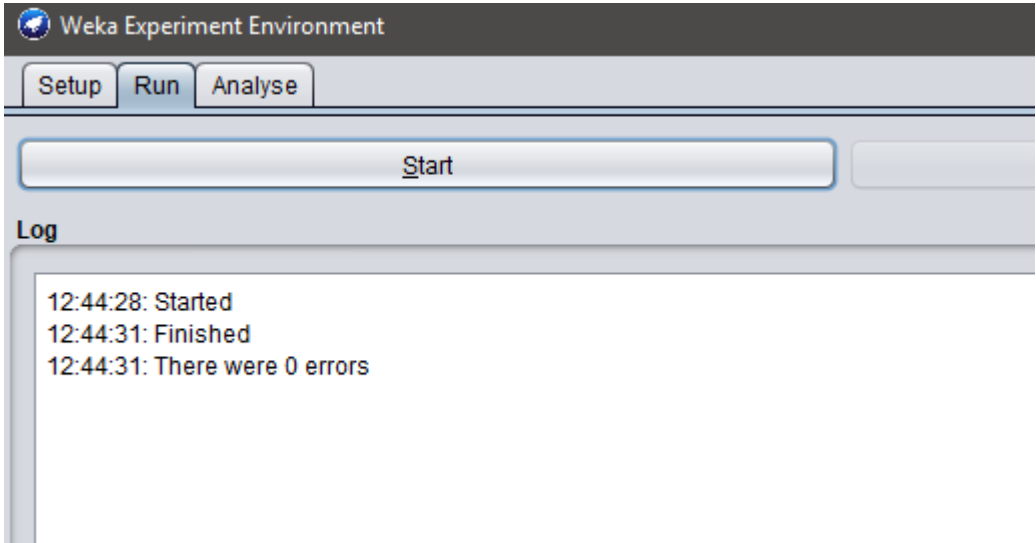 Weka Experiment Environment
Setup Run Analyse
Start
Log
12:44:28: Started
12:44:31: Finished
12:44:31: There were 0 errors